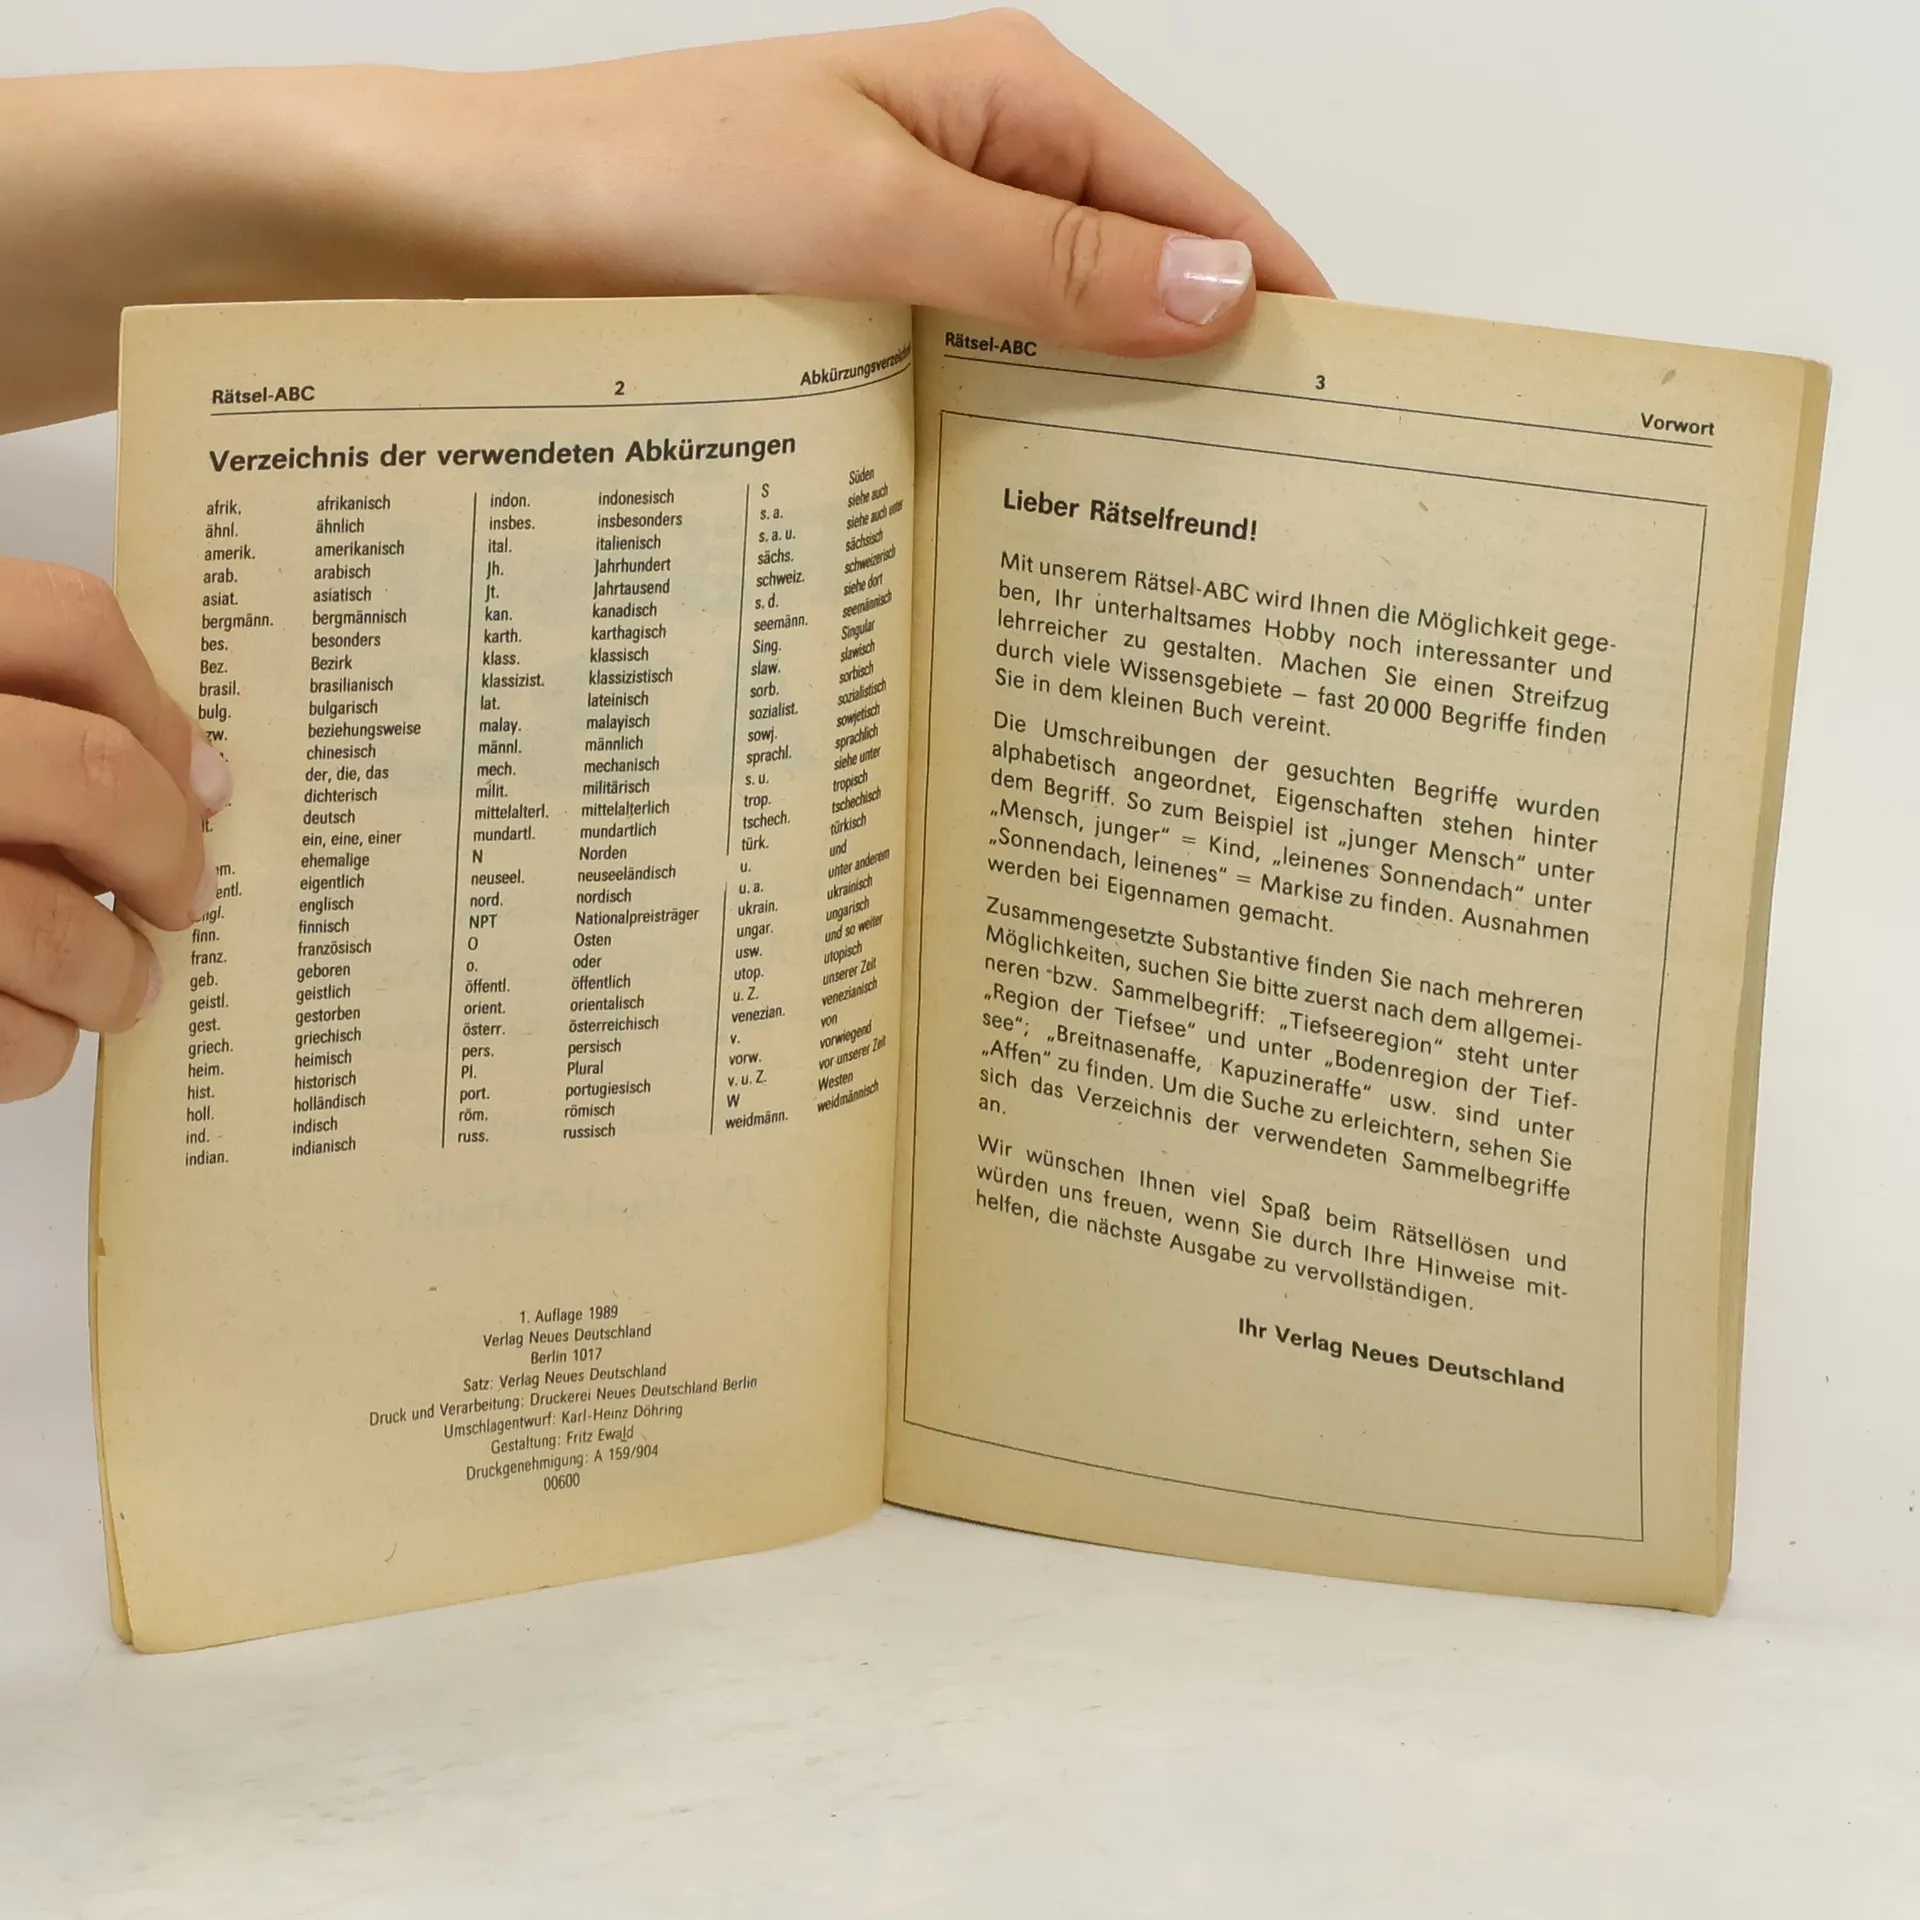 Rätsel-ABC 2 Abkürzungsverzeichnis
Verzeichnis der verwendeten Abkürzungen
afrik. afrikanisch
ähnl. ähnlich
amerik. amerikanisch
arab. arabisch
asiat. asiatisch
bergmänn. bergmännisch
bes. besonders
Bez. Bezirk
brasil. brasilianisch
bulg. bulgarisch
beziehungsweise
chinesisch
der, die, das
dichterisch
deutsch
ein, eine, einer
ehemalige
eigentlich
englisch
finn. finnisch
franz. französisch
geb. geboren
geistl. geistlich
gest. gestorben
griech. griechisch
heim. heimisch
hist. historisch
holl. holländisch
ind. indisch
indian. indianisch
indon. indonesisch
insbes. insbesonders
ital. italienisch
Jh. Jahrhundert
Jt. Jahrtausend
kan. kanadisch
karth. karthagisch
klass. klassisch
klassizist. klassizistisch
lat. lateinisch
malay. malayisch
männl. männlich
mech. mechanisch
milit. militärisch
mittelalterl. mittelalterlich
mundartl. mundartlich
N Norden
neuseel. neuseeländisch
nord. nordisch
NPT Nationalpreisträger
O Osten
o. oder
öffentl. öffentlich
orient. orientalisch
österr. österreichisch
pers. persisch
Pl. Plural
port. portugiesisch
röm. römisch
russ. russisch
S Süden
s. a. siehe auch
s. a. u. siehe auch unter
sächs. sächsisch
schweiz. schweizerisch
s. d. siehe dort
seemänn. seemännisch
Sing. Singular
slaw. slawisch
sorb. sorbisch
sozialist. sozialistisch
sowj. sowjetisch
sprachl. sprachlich
s. u. siehe unter
trop. tropisch
tschech. tschechisch
türk. türkisch
u. und
u. a. unter anderem
ukrain. ukrainisch
ungar. ungarisch
usw. und so weiter
utop. utopisch
u. Z. unserer Zeit
venezian. venezianisch
v. von
vorw. vorwiegend
v. u. Z. vor unserer Zeit
W Westen
weidmänn. weidmännisch
1. Auflage 1989
Verlag Neues Deutschland
Berlin 1017
Satz: Verlag Neues Deutschland
Druck und Verarbeitung: Druckerei Neues Deutschland Berlin
Umschlagentwurf: Karl-Heinz Döhring
Gestaltung: Fritz Ewald
Druckgenehmigung: A 159/904
00600
Rätsel-ABC 3 Vorwort
Lieber Rätselfreund!
Mit unserem Rätsel-ABC wird Ihnen die Möglichkeit gege-
ben, Ihr unterhaltsames Hobby noch interessanter und
lehrreicher zu gestalten. Machen Sie einen Streifzug
durch viele Wissensgebiete – fast 20 000 Begriffe finden
Sie in dem kleinen Buch vereint.
Die Umschreibungen der gesuchten Begriffe wurden
alphabetisch angeordnet, Eigenschaften stehen hinter
dem Begriff. So zum Beispiel ist „junger Mensch“ unter
„Mensch, junger“ = Kind, „leinenes Sonnendach“ unter
„Sonnendach, leinenes“ = Markise zu finden. Ausnahmen
werden bei Eigennamen gemacht.
Zusammengesetzte Substantive finden Sie nach mehreren
Möglichkeiten, suchen Sie bitte zuerst nach dem allgemei-
neren bzw. Sammelbegriff: „Tiefseeregion“ steht unter
„Region der Tiefsee“ und unter „Bodenregion der Tief-
see“; „Breitnasenaffe, Kapuzineraffe“ usw. sind unter
„Affen“ zu finden. Um die Suche zu erleichtern, sehen Sie
sich das Verzeichnis der verwendeten Sammelbegriffe
an.
Wir wünschen Ihnen viel Spaß beim Rätsellösen und
würden uns freuen, wenn Sie durch Ihre Hinweise mit-
helfen, die nächste Ausgabe zu vervollständigen.
Ihr Verlag Neues Deutschland